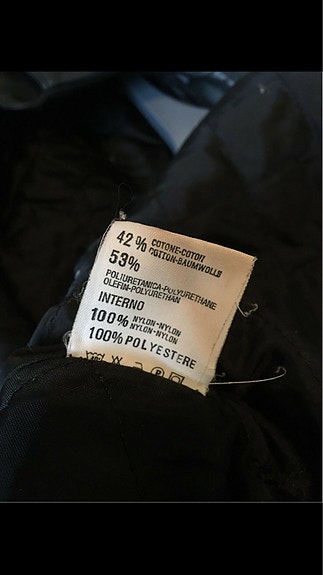 42% COTONE-COTON
COTTON-BAUMWOLLE
53%
POLIURETANICA-POLYURETHANE
OLEFIN-POLYURETHAN
INTERNO
100% NYLON-NYLON
NYLON-NYLON
100% POLYESTERE